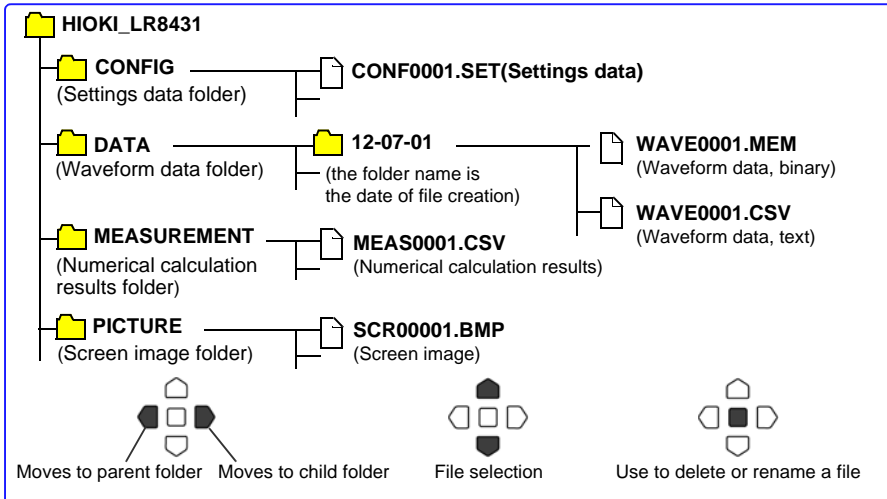 HIOKI_LR8431
CONFIG
(Settings data folder)
CONF0001.SET(Settings data)
DATA
(Waveform data folder)
12-07-01
(the folder name is
the date of file creation)
WAVE0001.MEM
(Waveform data, binary)
WAVE0001.CSV
(Waveform data, text)
MEASUREMENT
(Numerical calculation
results folder)
MEAS0001.CSV
(Numerical calculation results)
PICTURE
(Screen image folder)
SCR00001.BMP
(Screen image)
Moves to parent folder
Moves to child folder
File selection
Use to delete or rename a file